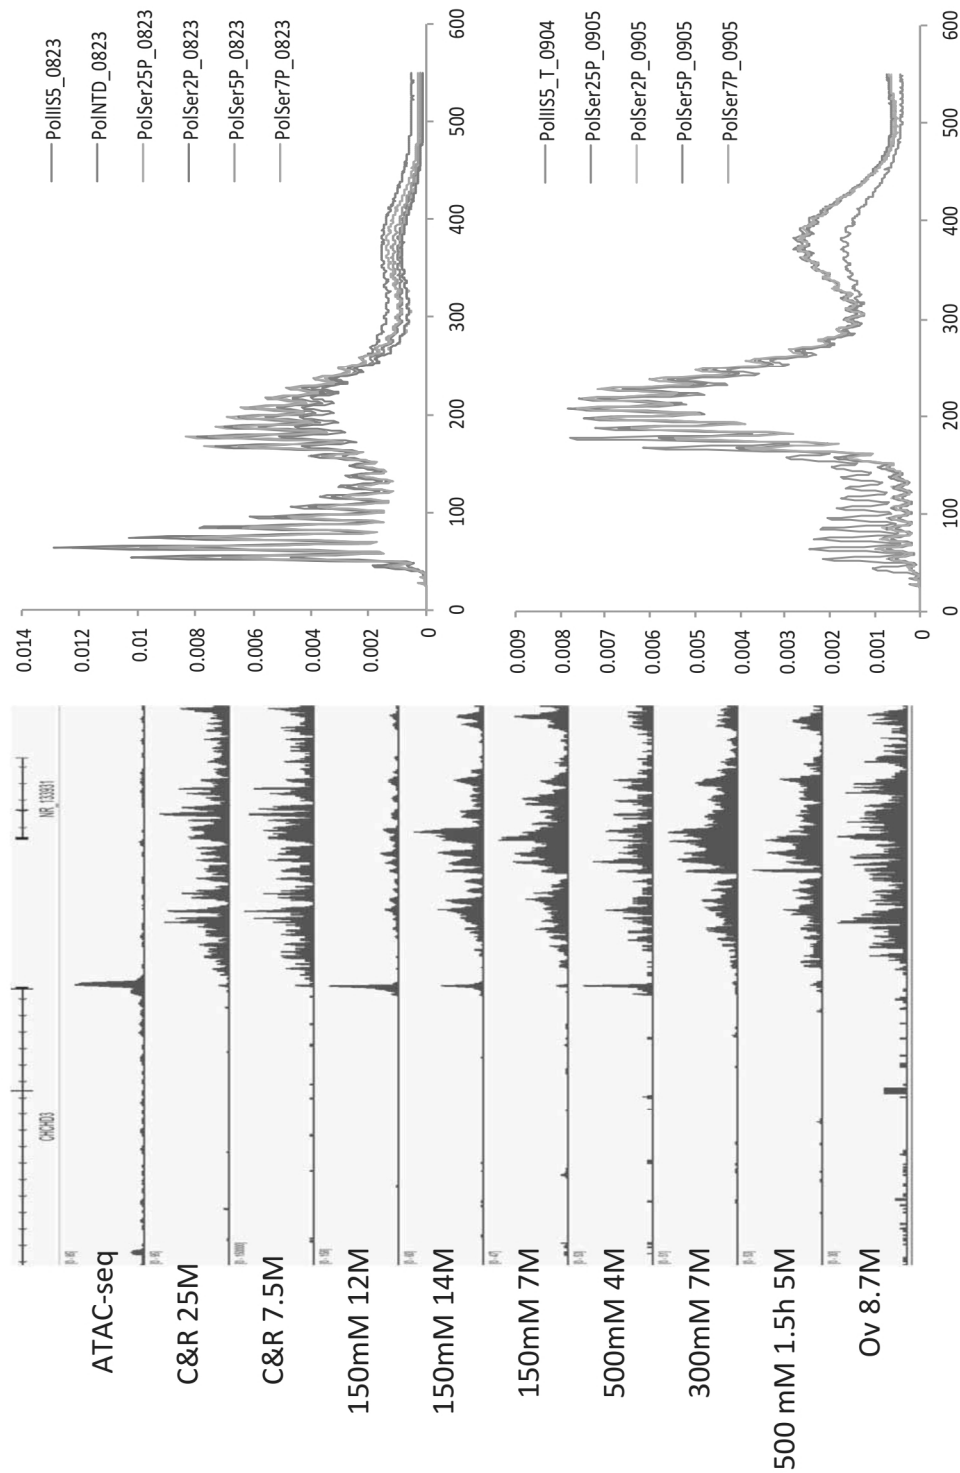 CHCHD3
NR_133931
ATAC-seq
C&R 25M
C&R 7.5M
150mM 12M
150mM 14M
150mM 7M
500mM 4M
300mM 7M
500 mM 1.5h 5M
Ov 8.7M
0.014
0.012
0.01
0.008
0.006
0.004
0.002
0
0
100
200
300
400
500
600
PolIIS5_0823
PolNTD_0823
PolSer25P_0823
PolSer2P_0823
PolSer5P_0823
PolSer7P_0823
0.009
0.008
0.007
0.006
0.005
0.004
0.003
0.002
0.001
0
0
100
200
300
400
500
600
PolIIS5_T_0904
PolSer25P_0905
PolSer2P_0905
PolSer5P_0905
PolSer7P_0905